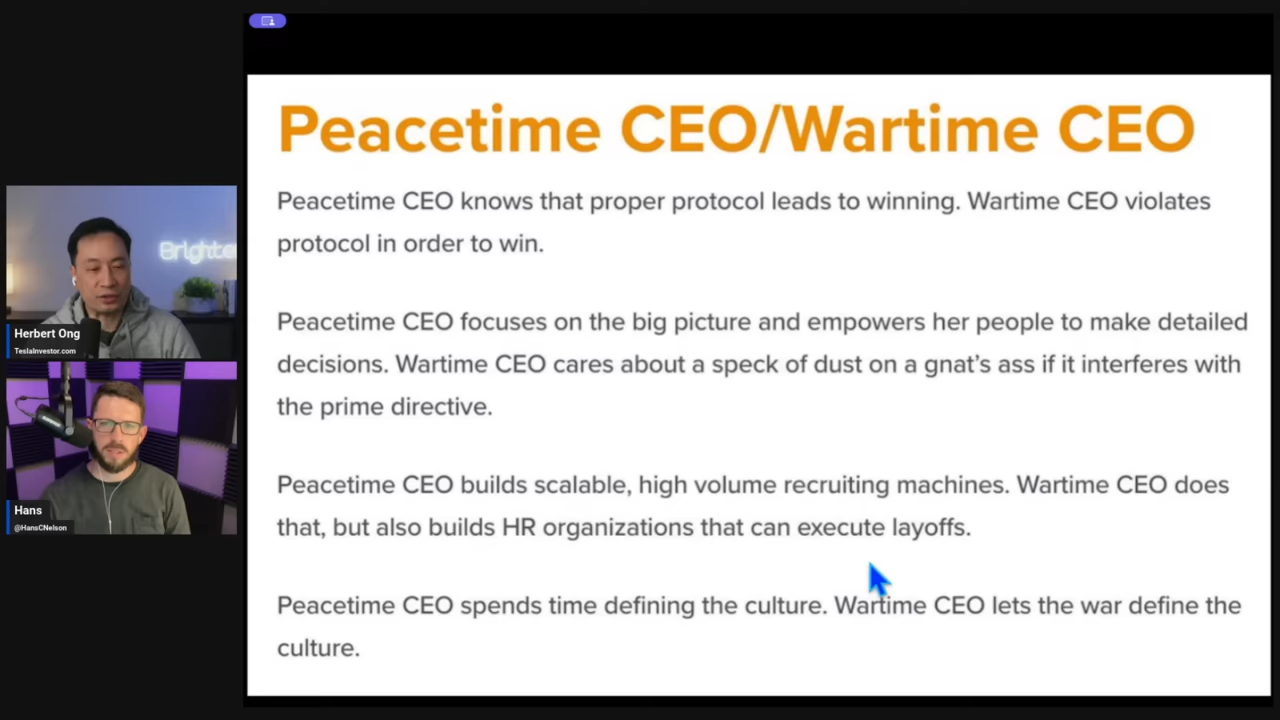 Peacetime CEO/Wartime CEO
Peacetime CEO knows that proper protocol leads to winning. Wartime CEO violates
protocol in order to win.
Peacetime CEO focuses on the big picture and empowers her people to make detailed
decisions. Wartime CEO cares about a speck of dust on a gnat's ass if it interferes with
the prime directive.
Peacetime CEO builds scalable, high volume recruiting machines. Wartime CEO does
that, but also builds HR organizations that can execute layoffs.
Peacetime CEO spends time defining the culture. Wartime CEO lets the war define the
culture.
Brighte
Herbert Ong
TeslaInvestor.com
Hans
@HansCNelson